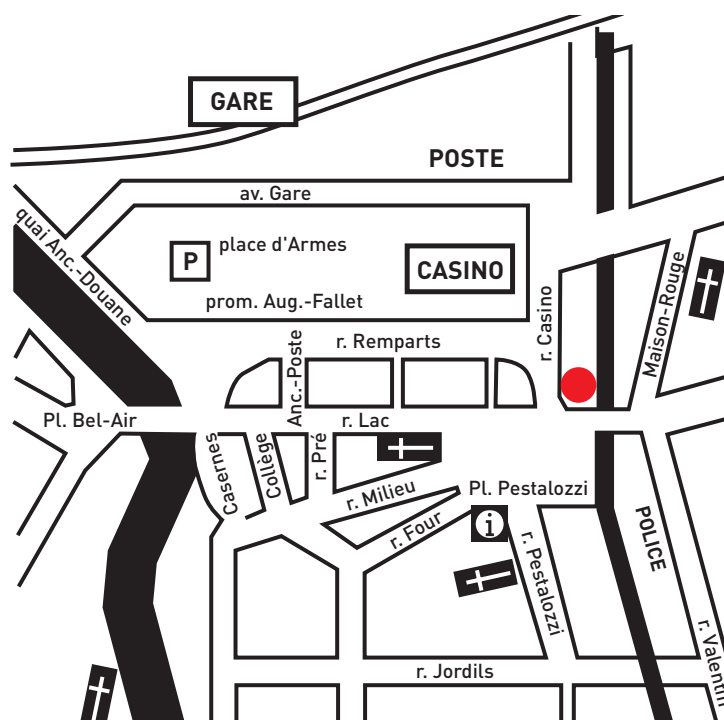 GARE
POSTE
av. Gare
quai Anc.-Douane
P
place d'Armes
CASINO
prom. Aug.-Fallet
r. Casino
Maison-Rouge
Anc.-Poste
r. Remparts
Pl. Bel-Air
r. Lac
Casernes
Collège
r. Pré
r. Milieu
Pl. Pestalozzi
i
r. Four
r. Pestalozzi
POLICE
r. Valentin
r. Jordils